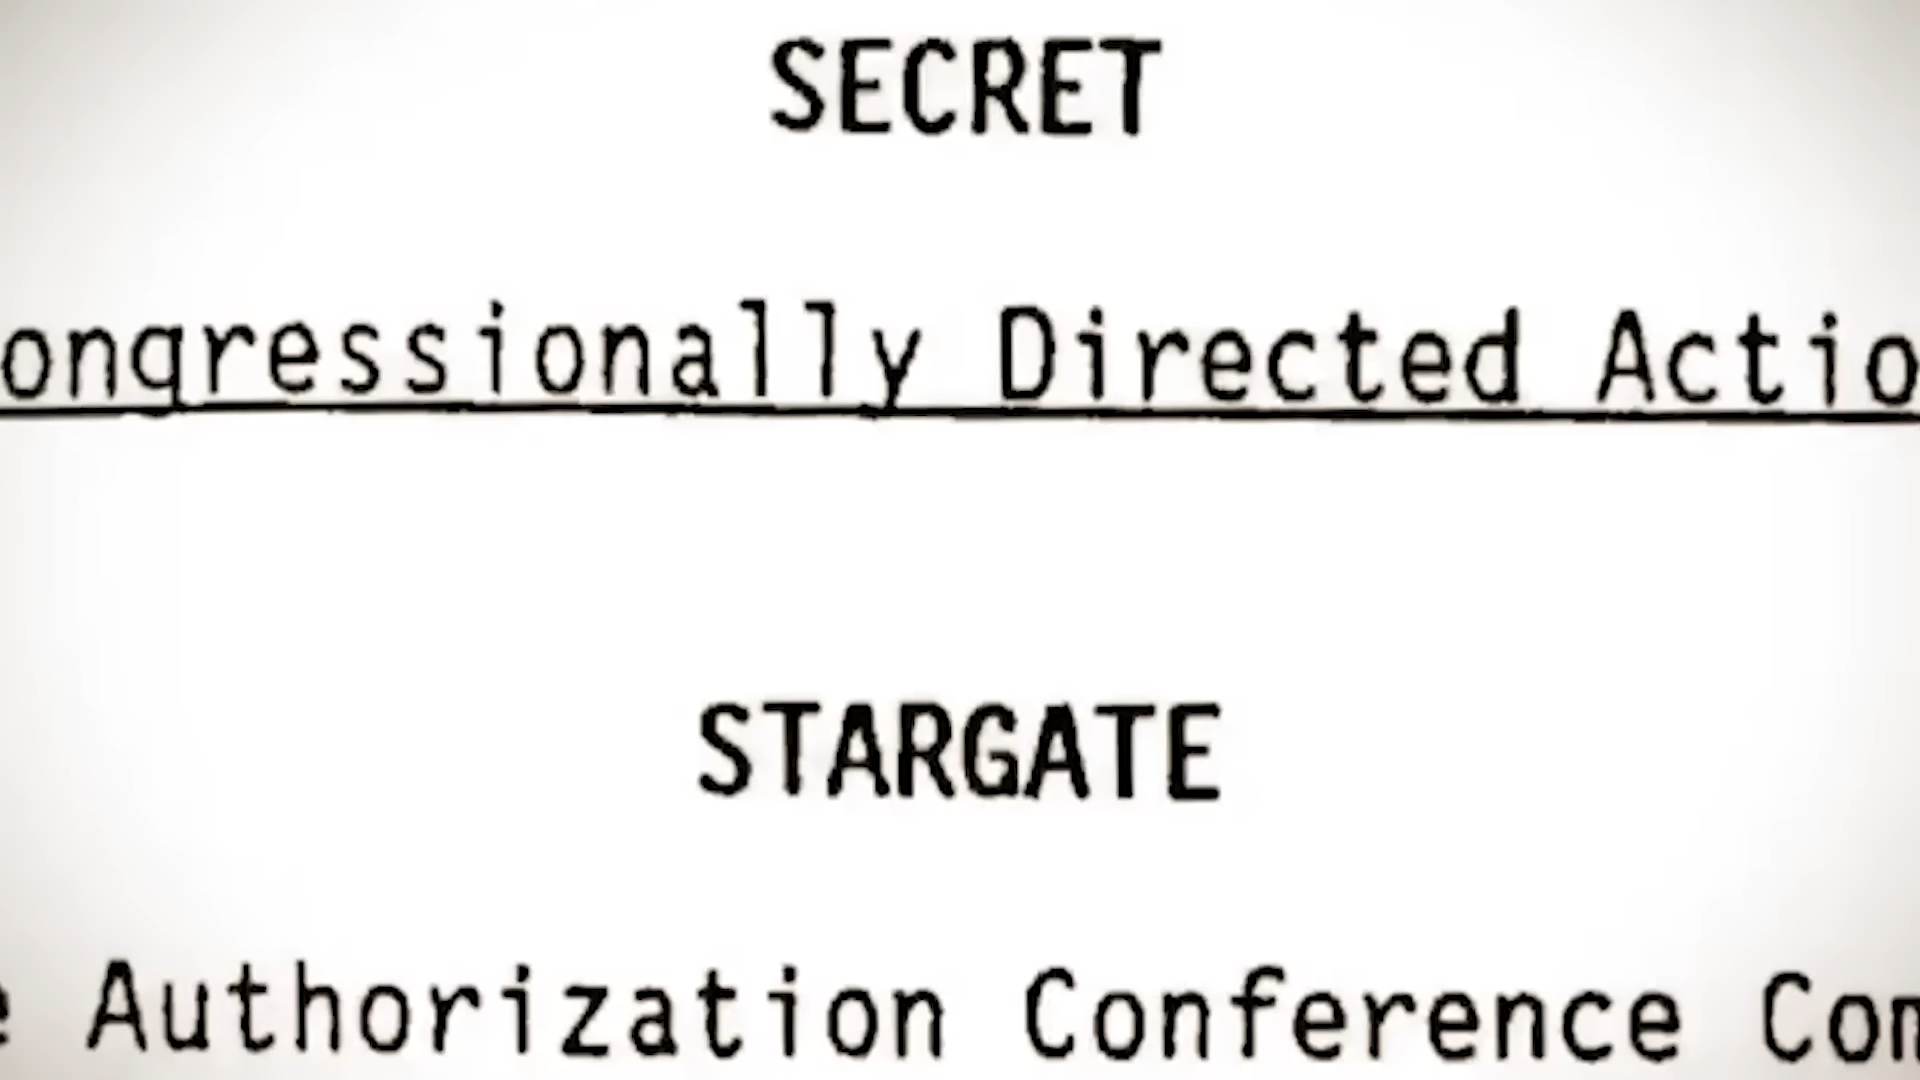 SECRET
ongressionally Directed Actio
STARGATE
e Authorization Conference Com